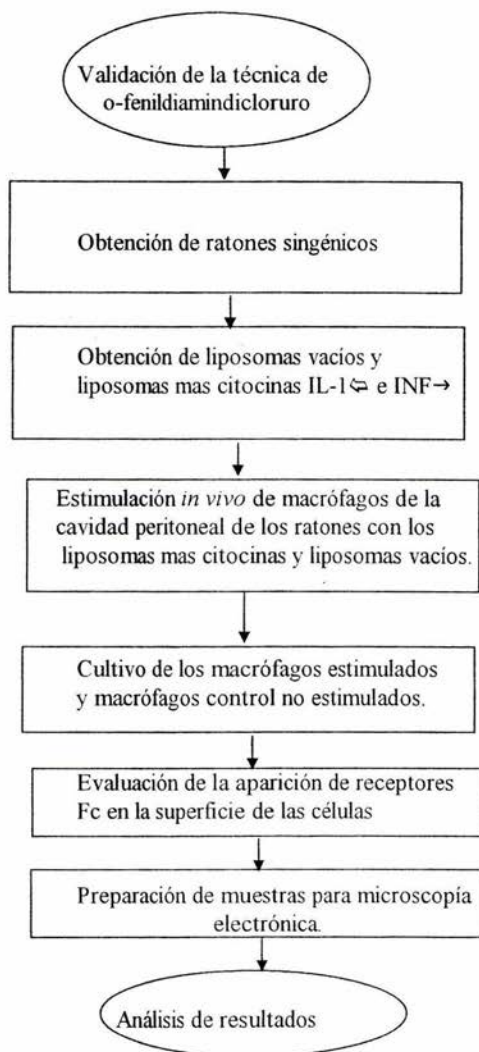 Validación de la técnica de
o-fenildiamindicloruro
Obtención de ratones singénicos
Obtención de liposomas vacíos y
liposomas mas citocinas IL-1⇦ e INF→
Estimulación in vivo de macrófagos de la
cavidad peritoneal de los ratones con los
liposomas mas citocinas y liposomas vacíos.
Cultivo de los macrófagos estimulados
y macrófagos control no estimulados.
Evaluación de la aparición de receptores
Fc en la superficie de las células
Preparación de muestras para microscopía
electrónica.
Análisis de resultados